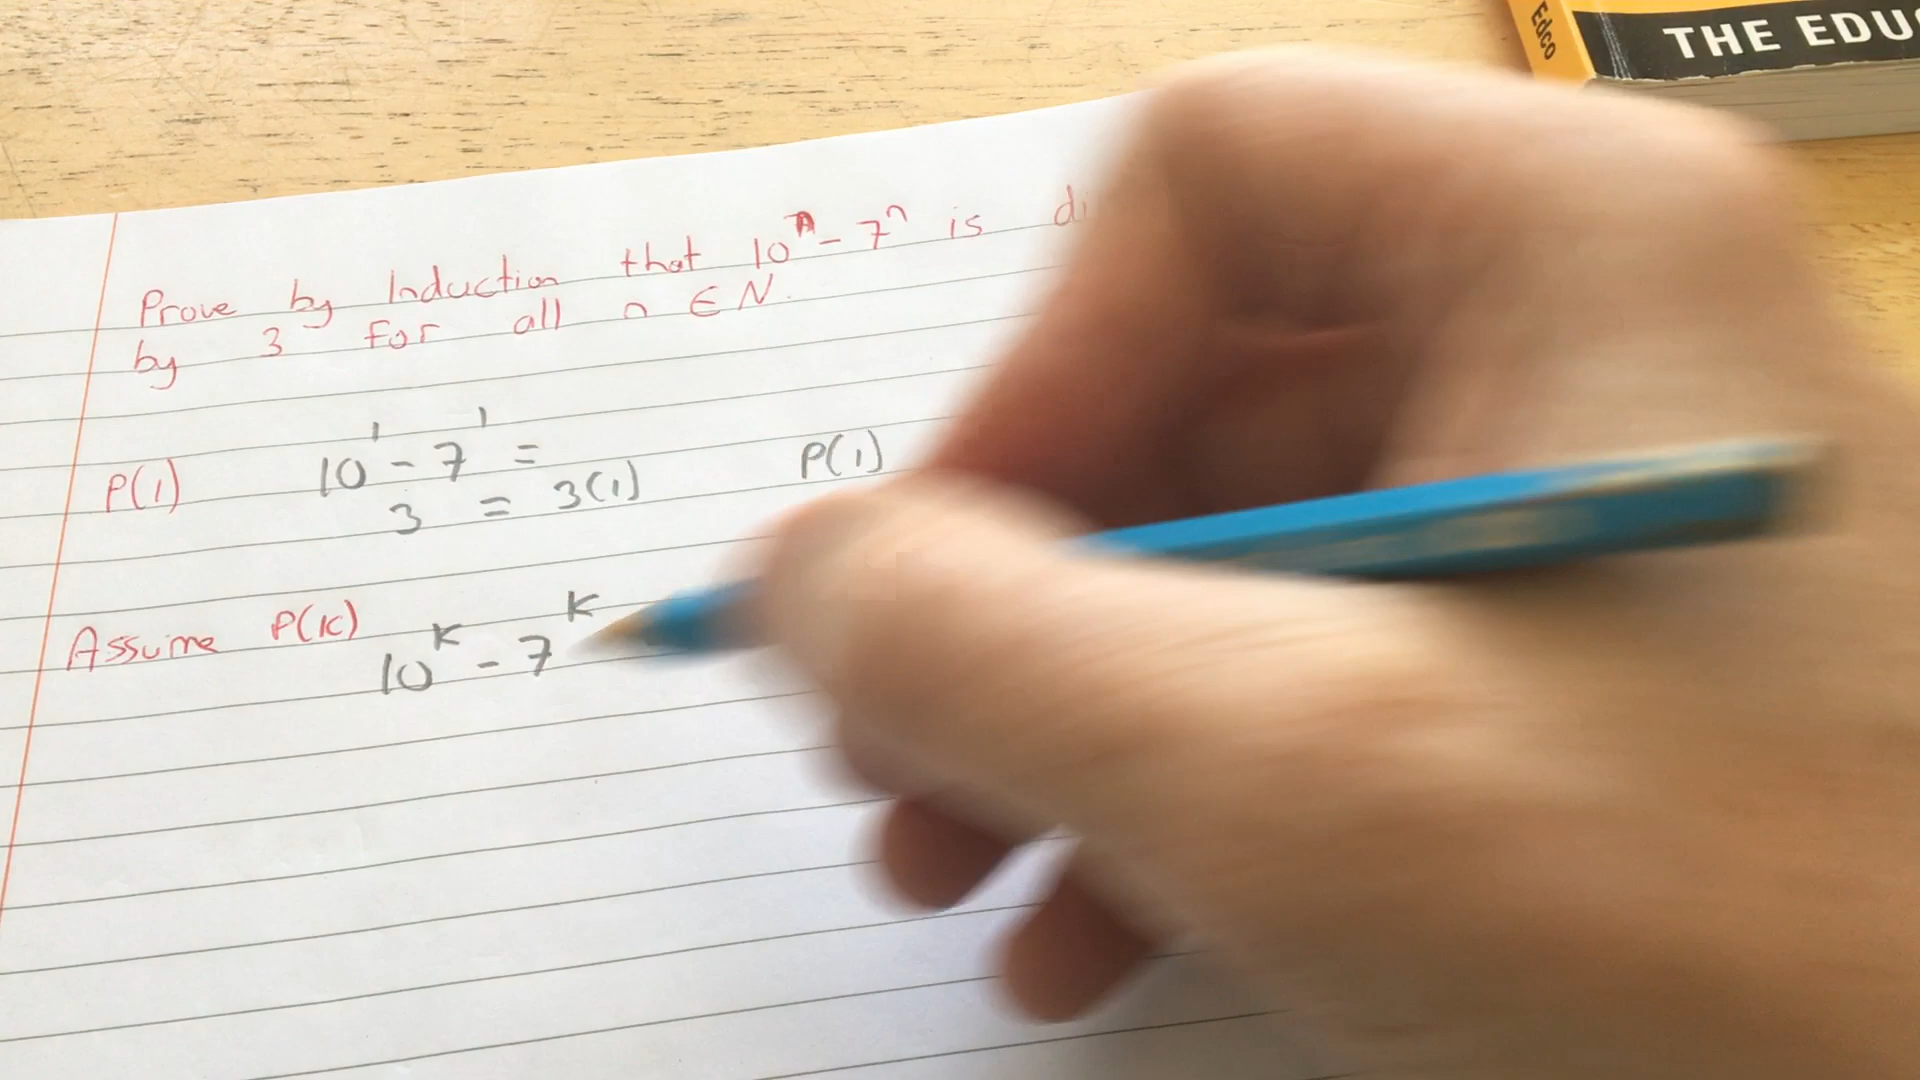 Edco
THE EDU
Prove by Induction that 10ⁿ - 7ⁿ is di
by 3 for all n ∈ N.
P(1) 10¹ - 7¹ =
3 = 3(1) P(1)
Assume P(K)
10ᴷ - 7ᴷ